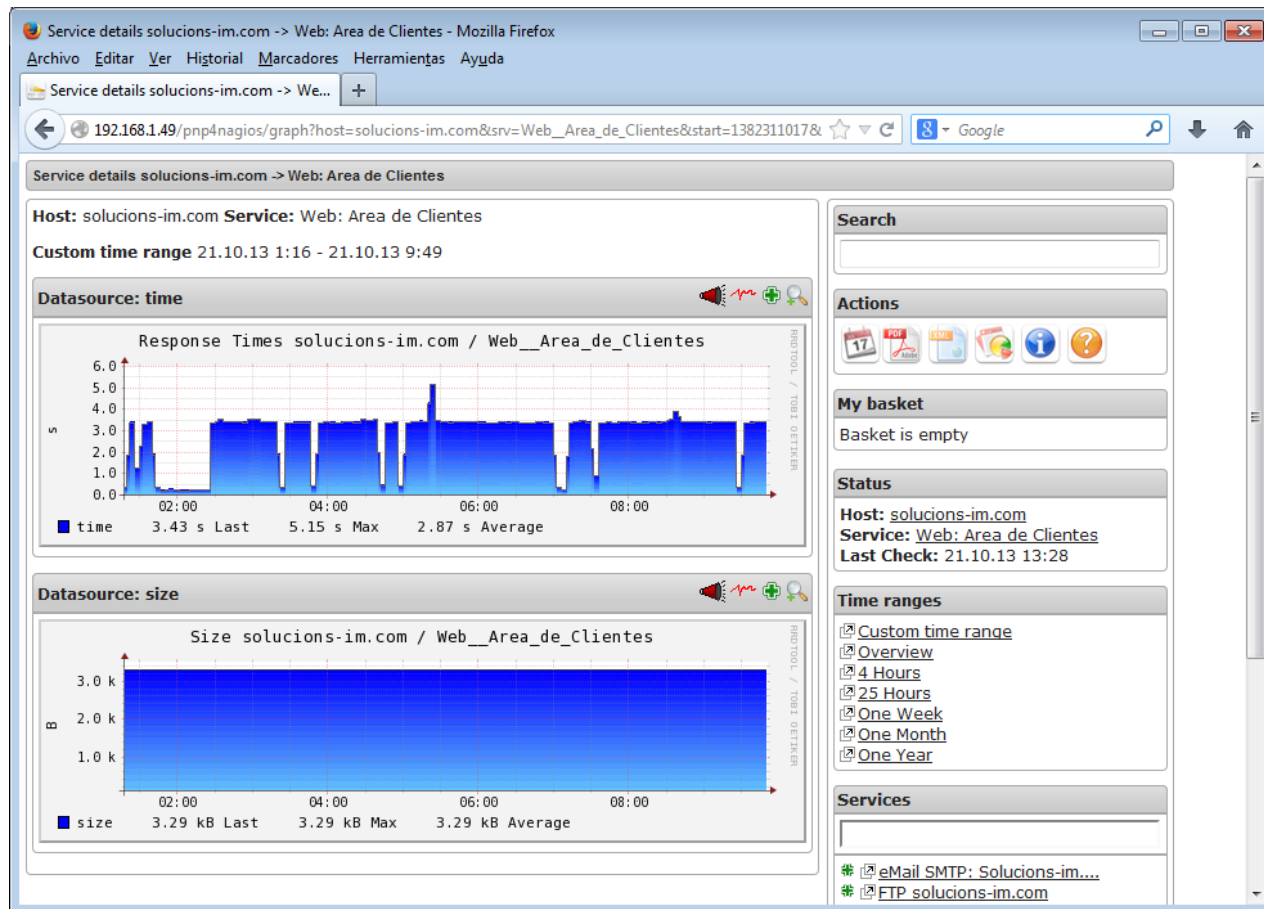 Service details solucions-im.com -> Web: Area de Clientes - Mozilla Firefox
Archivo Editar Ver Historial Marcadores Herramientas Ayuda
Service details solucions-im.com -> We...
192.168.1.49/pnp4nagios/graph?host=solucions-im.com&srv=Web__Area_de_Clientes&start=1382311017&
Google
Service details solucions-im.com -> Web: Area de Clientes
Host: solucions-im.com Service: Web: Area de Clientes
Custom time range 21.10.13 1:16 - 21.10.13 9:49
Datasource: time
Response Times solucions-im.com / Web__Area_de_Clientes
6.0
5.0
4.0
3.0
2.0
1.0
0.0
s
02:00 04:00 06:00 08:00
time 3.43 s Last 5.15 s Max 2.87 s Average
RRDTOOL / TOBI OETIKER
Datasource: size
Size solucions-im.com / Web__Area_de_Clientes
3.0 k
2.0 k
1.0 k
B
02:00 04:00 06:00 08:00
size 3.29 kB Last 3.29 kB Max 3.29 kB Average
RRDTOOL / TOBI OETIKER
Search
Actions
17
PDF
Adobe
XML
My basket
Basket is empty
Status
Host: solucions-im.com
Service: Web: Area de Clientes
Last Check: 21.10.13 13:28
Time ranges
Custom time range
Overview
4 Hours
25 Hours
One Week
One Month
One Year
Services
eMail SMTP: Solucions-im....
FTP solucions-im.com